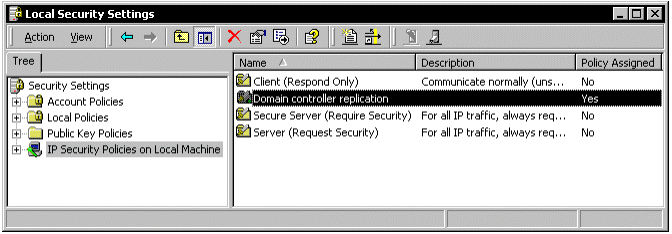 Local Security Settings
Action View
Tree
Security Settings
Account Policies
Local Policies
Public Key Policies
IP Security Policies on Local Machine
Name Description Policy Assigned
Client (Respond Only) Communicate normally (uns... No
Domain controller replication Yes
Secure Server (Require Security) For all IP traffic, always req... No
Server (Request Security) For all IP traffic, always req... No